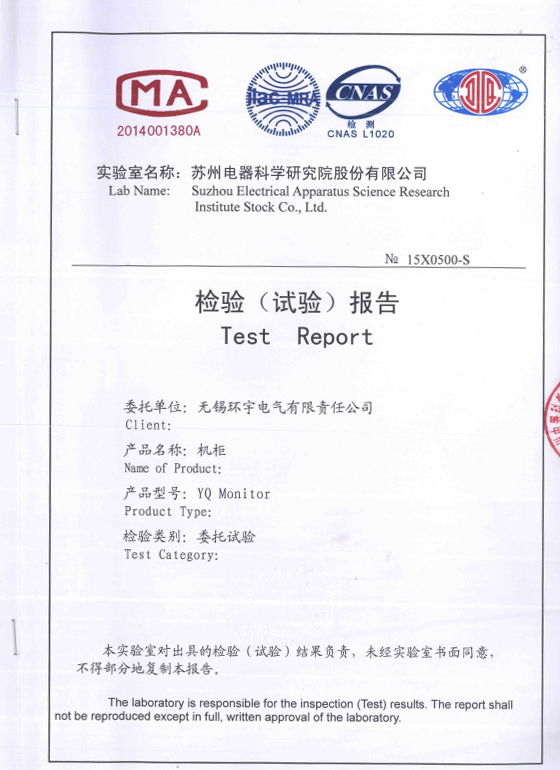 MA
2014001380A
ilac-MRA
CNAS
检 测
CNAS L1020
®
实验室名称：苏州电器科学研究院股份有限公司
Lab Name: Suzhou Electrical Apparatus Science Research
Institute Stock Co., Ltd.
№ 15X0500-S
检验（试验）报告
Test Report
委托单位：无锡环宇电气有限责任公司
Client:
产品名称：机柜
Name of Product:
产品型号：YQ Monitor
Product Type:
检验类别：委托试验
Test Category:
本实验室对出具的检验（试验）结果负责，未经实验室书面同意，
不得部分地复制本报告。
The laboratory is responsible for the inspection (Test) results. The report shall
not be reproduced except in full, written approval of the laboratory.